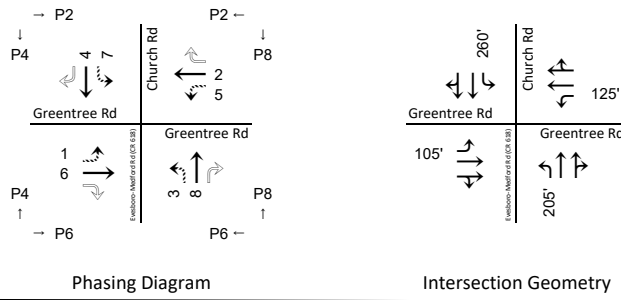 → P2
P2 ←
↓
↓
P4
P8
4
7
Church Rd
2
5
Greentree Rd
Greentree Rd
1
6
Evesboro-Medford Rd (CR 618)
3
8
P4
P8
↑
↑
→ P6
P6 ←
Phasing Diagram
260'
Church Rd
125'
Greentree Rd
Greentree Rd
105'
Evesboro-Medford Rd (CR 618)
205'
Intersection Geometry